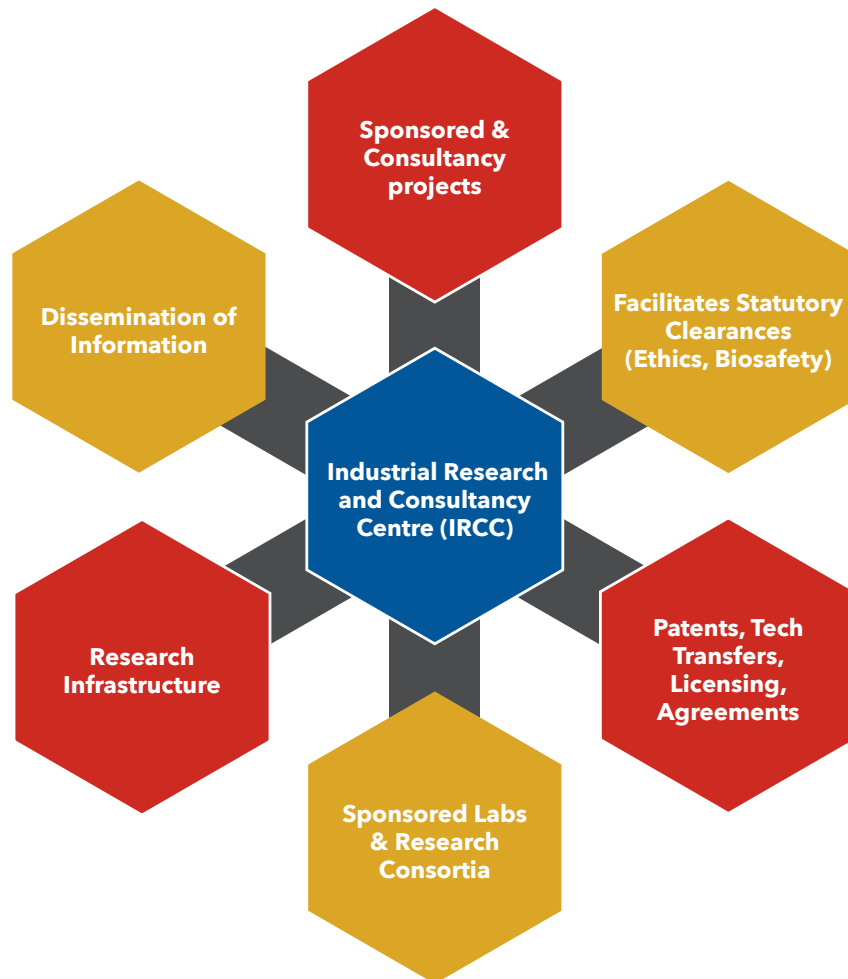 Sponsored &
Consultancy
projects
Dissemination of
Information
Facilitates Statutory
Clearances
(Ethics, Biosafety)
Industrial Research
and Consultancy
Centre (IRCC)
Research
Infrastructure
Patents, Tech
Transfers,
Licensing,
Agreements
Sponsored Labs
& Research
Consortia